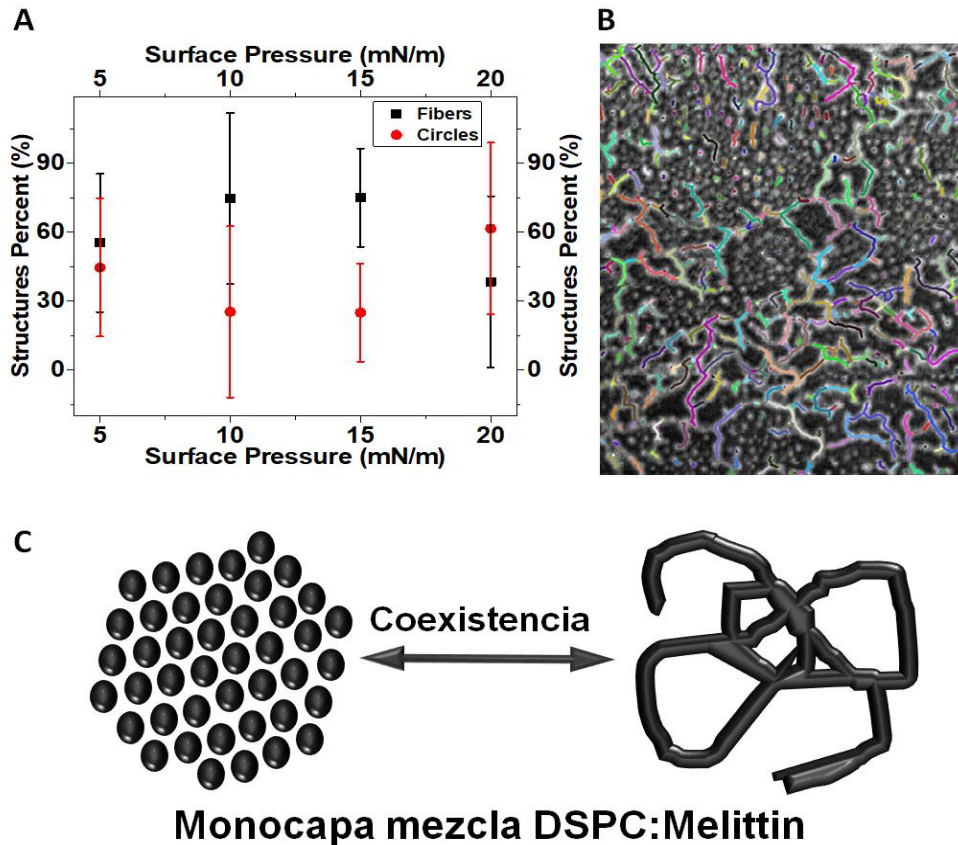 A
Surface Pressure (mN/m)
5 10 15 20
Fibers
Circles
Structures Percent (%)
90
60
30
0
90
60
30
0
Structures Percent (%)
5 10 15 20
Surface Pressure (mN/m)
B
C
Coexistencia
Monocapa mezcla DSPC:Melittin